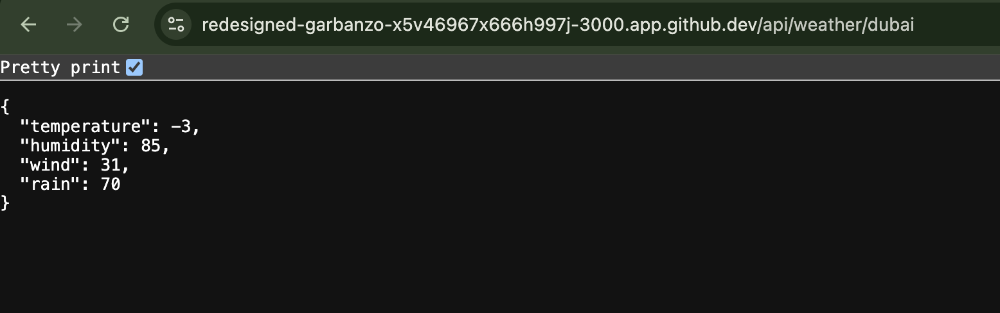 redesigned-garbanzo-x5v46967x666h997j-3000.app.github.dev/api/weather/dubai
Pretty print
{
  "temperature": -3,
  "humidity": 85,
  "wind": 31,
  "rain": 70
}